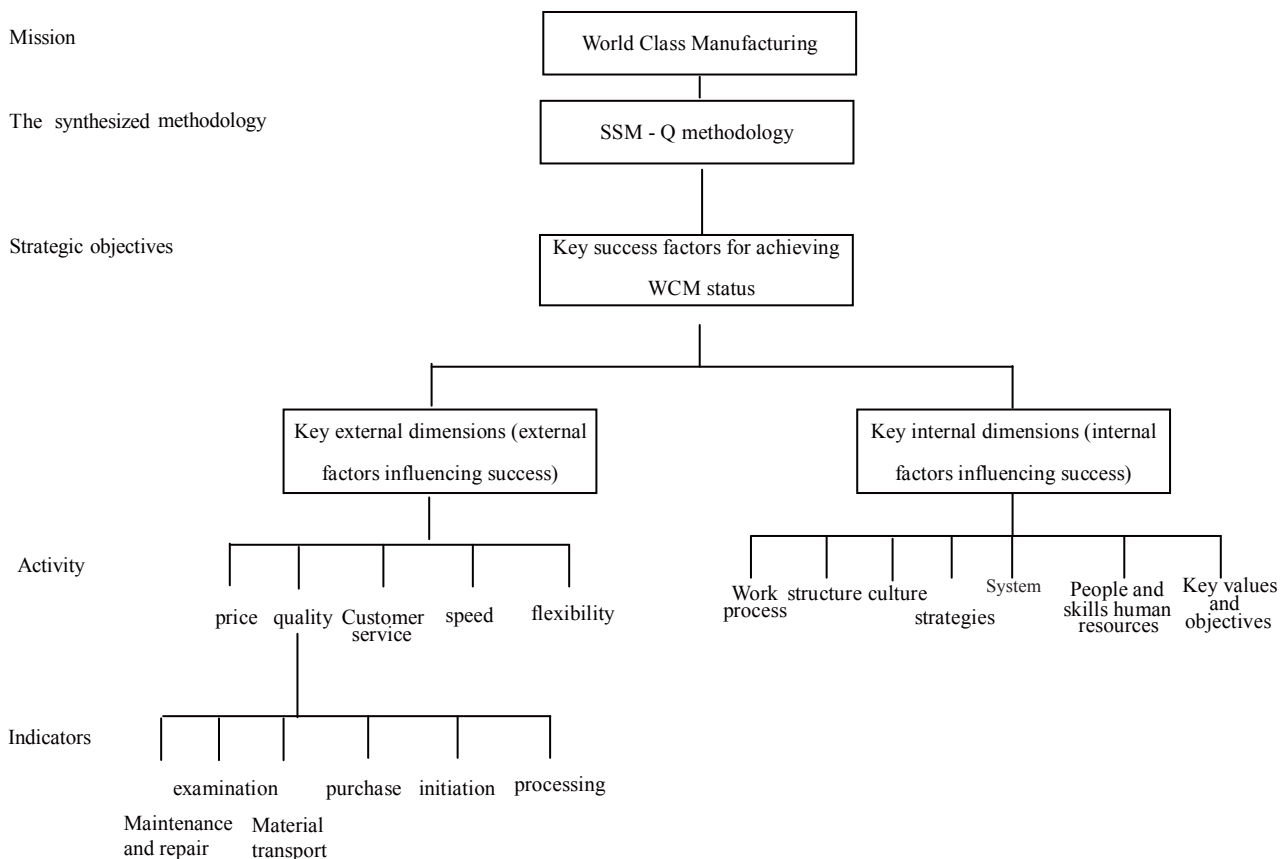 Mission
World Class Manufacturing
The synthesized methodology
SSM - Q methodology
Strategic objectives
Key success factors for achieving
WCM status
Key external dimensions (external
factors influencing success)
Key internal dimensions (internal
factors influencing success)
Activity
price
quality
Customer
service
speed
flexibility
Work
process
structure
culture
strategies
System
People and
skills human
resources
Key values
and
objectives
Indicators
Maintenance
and repair
examination
Material
transport
purchase
initiation
processing